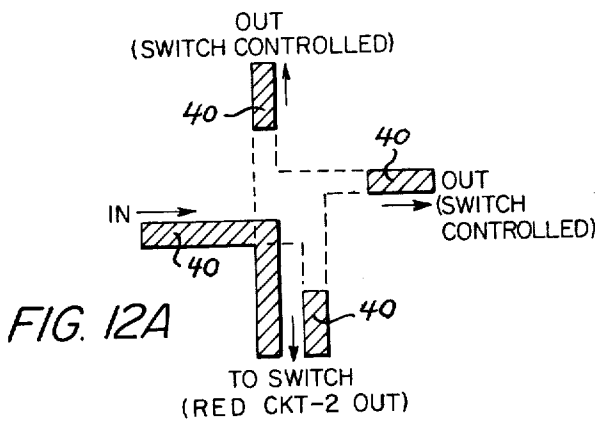 OUT
(SWITCH CONTROLLED)
40
40
OUT
(SWITCH
CONTROLLED)
IN
40
40
FIG. 12A
TO SWITCH
(RED CKT-2 OUT)